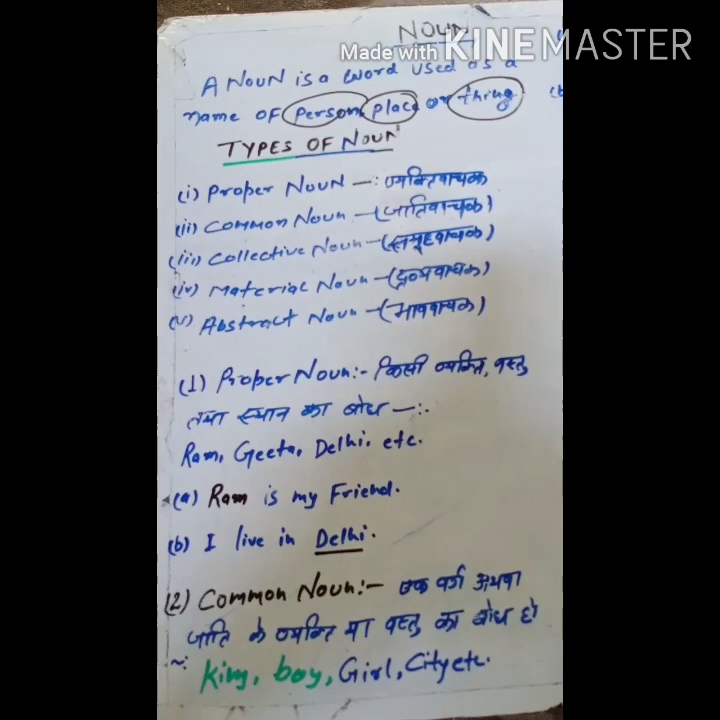 NOUN
Made with KINEMASTER
A NOUN is a word used as a
name of person, place or thing
TYPES OF NOUN
(i) Proper NOUN —: व्यक्तिवाचक
(ii) Common Noun —(जातिवाचक)
(iii) Collective Noun —(समूहवाचक)
(iv) Material Noun —(द्रव्यवाचक)
(v) Abstract Noun —(भाववाचक)
(1) Proper Noun:- किसी व्यक्ति, वस्तु
तथा स्थान का बोध —:-
Ram, Geeta, Delhi, etc.
(a) Ram is my Friend.
(b) I live in Delhi.
(2) Common Noun:- एक वर्ग अथवा
जाति के व्यक्ति या वस्तु का बोध हो
~: King, boy, Girl, City etc.